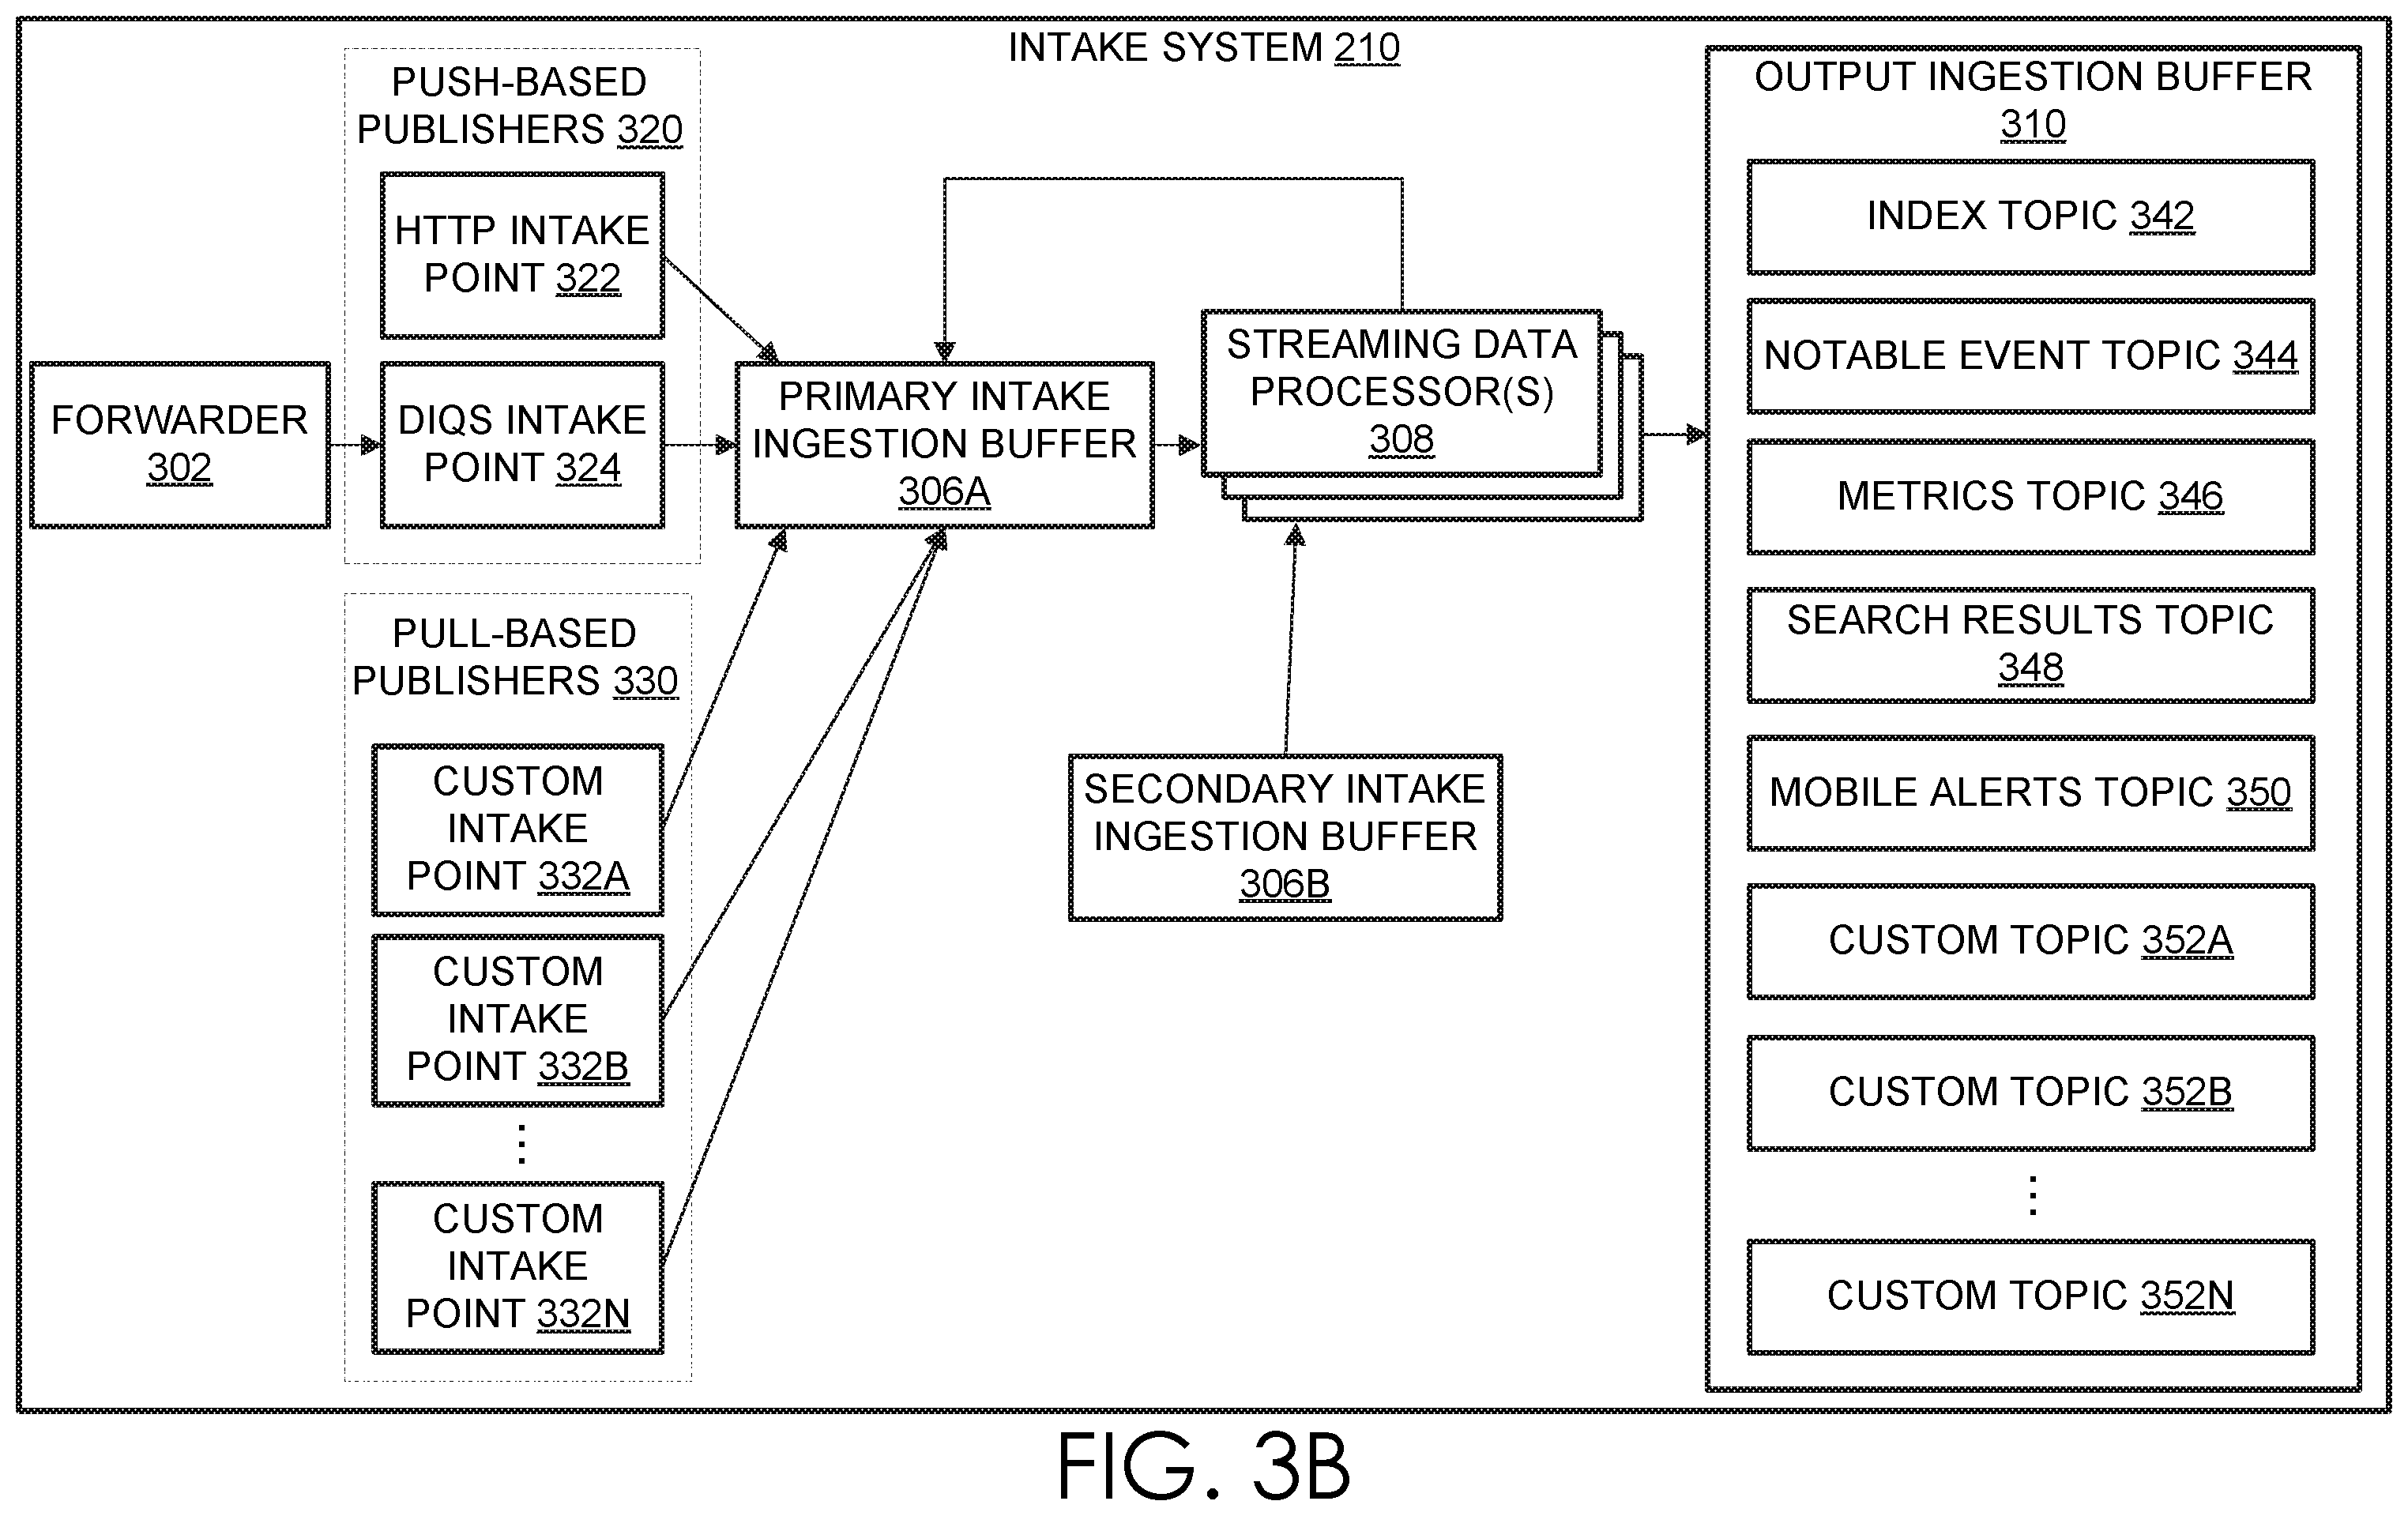 INTAKE SYSTEM 210
PUSH-BASED
PUBLISHERS 320
HTTP INTAKE
POINT 322
FORWARDER
302
DIQS INTAKE
POINT 324
PULL-BASED
PUBLISHERS 330
CUSTOM
INTAKE
POINT 332A
CUSTOM
INTAKE
POINT 332B
⋮
CUSTOM
INTAKE
POINT 332N
PRIMARY INTAKE
INGESTION BUFFER
306A
STREAMING DATA
PROCESSOR(S)
308
SECONDARY INTAKE
INGESTION BUFFER
306B
OUTPUT INGESTION BUFFER
310
INDEX TOPIC 342
NOTABLE EVENT TOPIC 344
METRICS TOPIC 346
SEARCH RESULTS TOPIC
348
MOBILE ALERTS TOPIC 350
CUSTOM TOPIC 352A
CUSTOM TOPIC 352B
⋮
CUSTOM TOPIC 352N
FIG. 3B